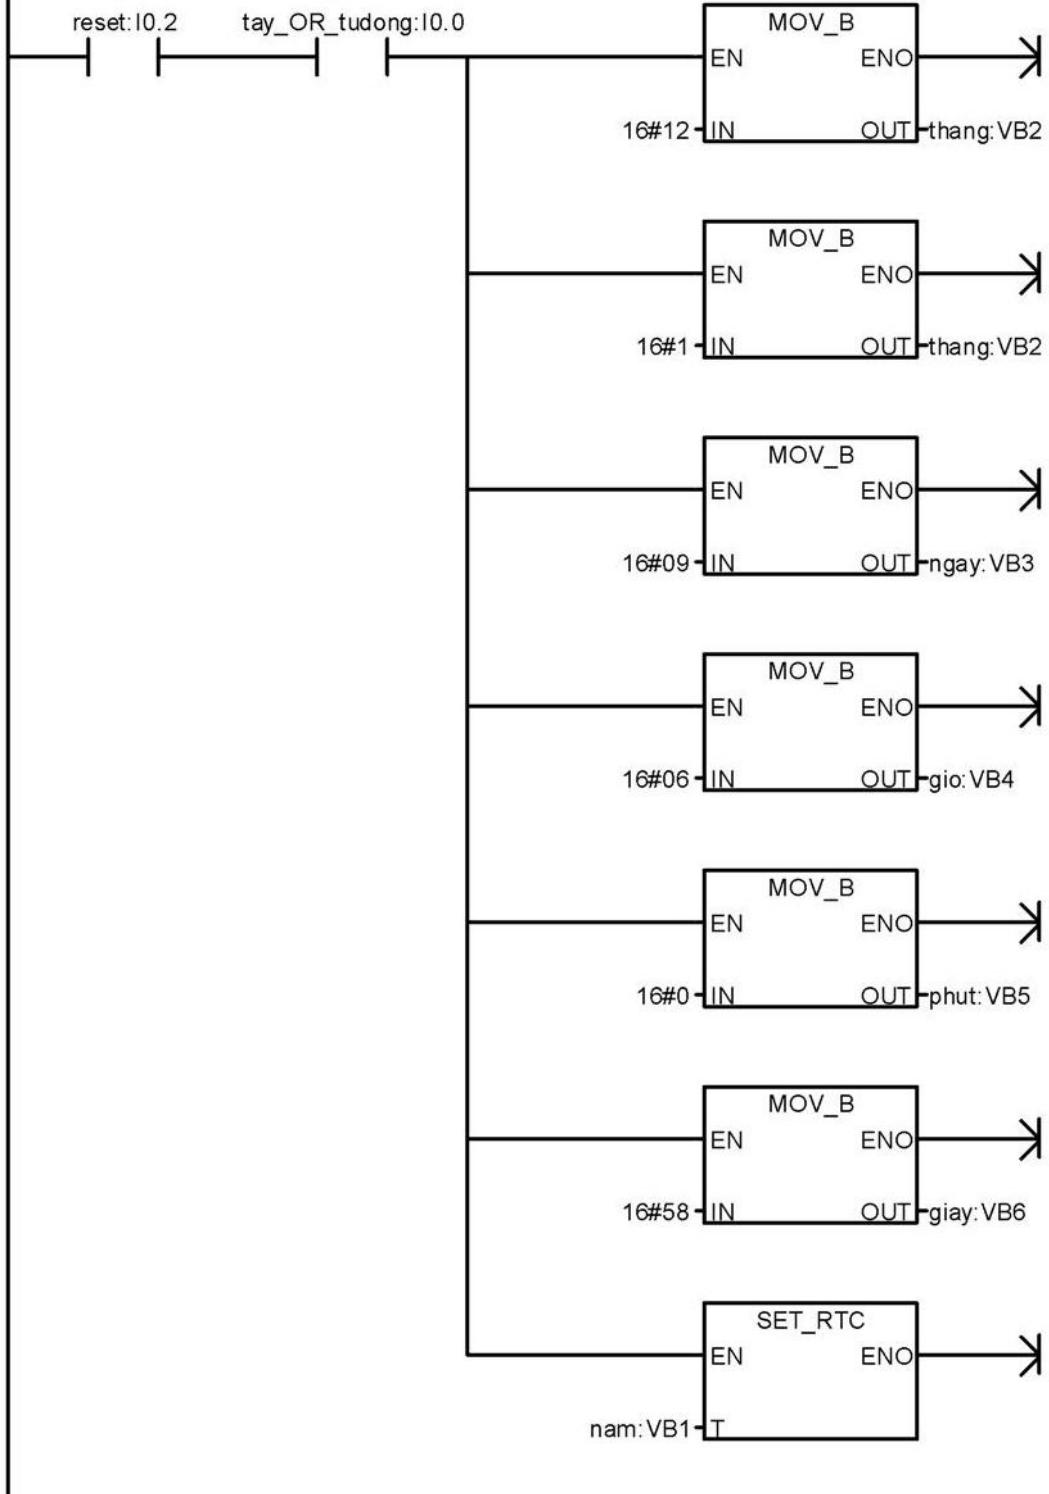 reset:I0.2 tay_OR_tudong:I0.0 MOV_B
EN ENO
16#12 IN OUT thang:VB2
MOV_B
EN ENO
16#1 IN OUT thang:VB2
MOV_B
EN ENO
16#09 IN OUT ngay:VB3
MOV_B
EN ENO
16#06 IN OUT gio:VB4
MOV_B
EN ENO
16#0 IN OUT phut:VB5
MOV_B
EN ENO
16#58 IN OUT giay:VB6
SET_RTC
EN ENO
nam:VB1 T